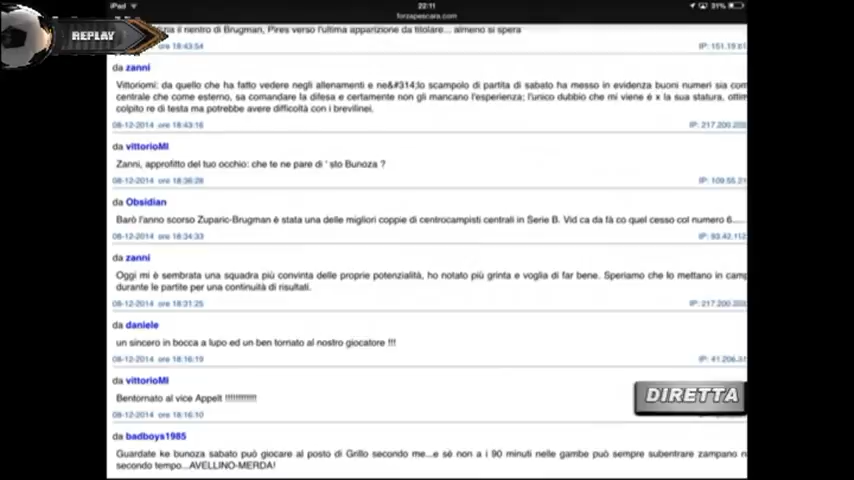 iPad
22:11
31%
forzapescara.com
REPLAY
il rientro di Brugman, Pires verso l'ultima apparizione da titolare... almeno si spera
ore 18:43:54
IP: 151.19.
da zanni
Vittoriomi: da quello che ha fatto vedere negli allenamenti e ne&#314;lo scampolo di partita di sabato ha messo in evidenza buoni numeri sia com
centrale che come esterno, sa comandare la difesa e certamente non gli mancano l'esperienza; l'unico dubbio che mi viene é x la sua statura, ottim
colpito re di testa ma potrebbe avere difficoltà con i brevilinei.
08-12-2014 ore 18:43:16
IP: 217.200.
da vittorioMI
Zanni, approfitto del tuo occhio: che te ne pare di ' sto Bunoza ?
08-12-2014 ore 18:36:28
IP: 109.55.
da Obsidian
Barò l'anno scorso Zuparic-Brugman è stata una delle migliori coppie di centrocampisti centrali in Serie B. Vid ca da fà co quel cesso col numero 6....
08-12-2014 ore 18:34:33
IP: 93.42.112
da zanni
Oggi mi è sembrata una squadra più convinta delle proprie potenzialità, ho notato più grinta e voglia di far bene. Speriamo che lo mettano in camp
durante le partite per una continuità di risultati.
08-12-2014 ore 18:31:25
IP: 217.200.
da daniele
un sincero in bocca a lupo ed un ben tornato al nostro giocatore !!!
08-12-2014 ore 18:16:19
IP: 41.206.
da vittorioMI
Bentornato al vice Appelt !!!!!!!!!!!!
DIRETTA
08-12-2014 ore 18:16:10
da badboys1985
Guardate ke bunoza sabato può giocare al posto di Grillo secondo me...e sè non a i 90 minuti nelle gambe può sempre subentrare zampano n
secondo tempo...AVELLINO-MERDA!